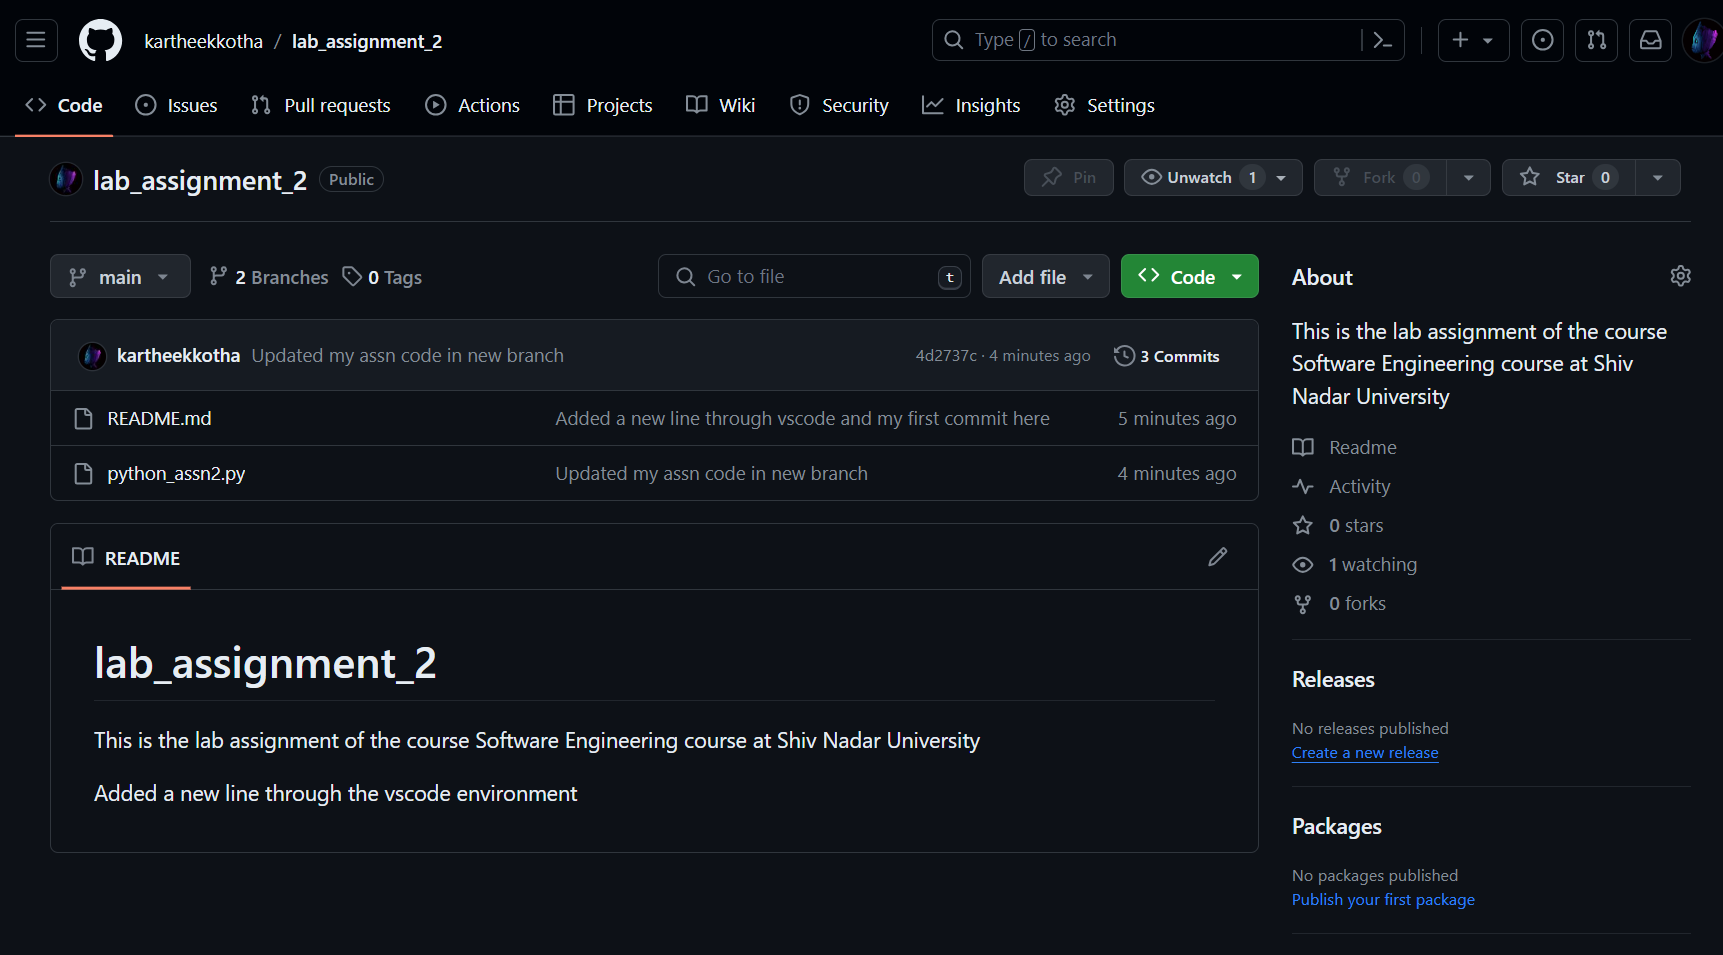 kartheekkotha / lab_assignment_2
Type / to search
Code Issues Pull requests Actions Projects Wiki Security Insights Settings
lab_assignment_2 Public
Pin Unwatch 1 Fork 0 Star 0
main 2 Branches 0 Tags Go to file t Add file Code
kartheekkotha Updated my assn code in new branch 4d2737c · 4 minutes ago 3 Commits
README.md Added a new line through vscode and my first commit here 5 minutes ago
python_assn2.py Updated my assn code in new branch 4 minutes ago
README
lab_assignment_2
This is the lab assignment of the course Software Engineering course at Shiv Nadar University
Added a new line through the vscode environment
About
This is the lab assignment of the course
Software Engineering course at Shiv
Nadar University
Readme
Activity
0 stars
1 watching
0 forks
Releases
No releases published
Create a new release
Packages
No packages published
Publish your first package